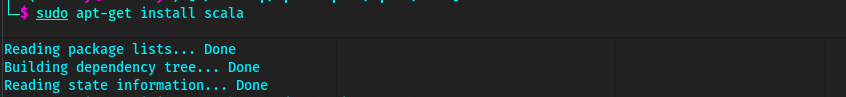 $ sudo apt-get install scala
Reading package lists... Done
Building dependency tree... Done
Reading state information... Done